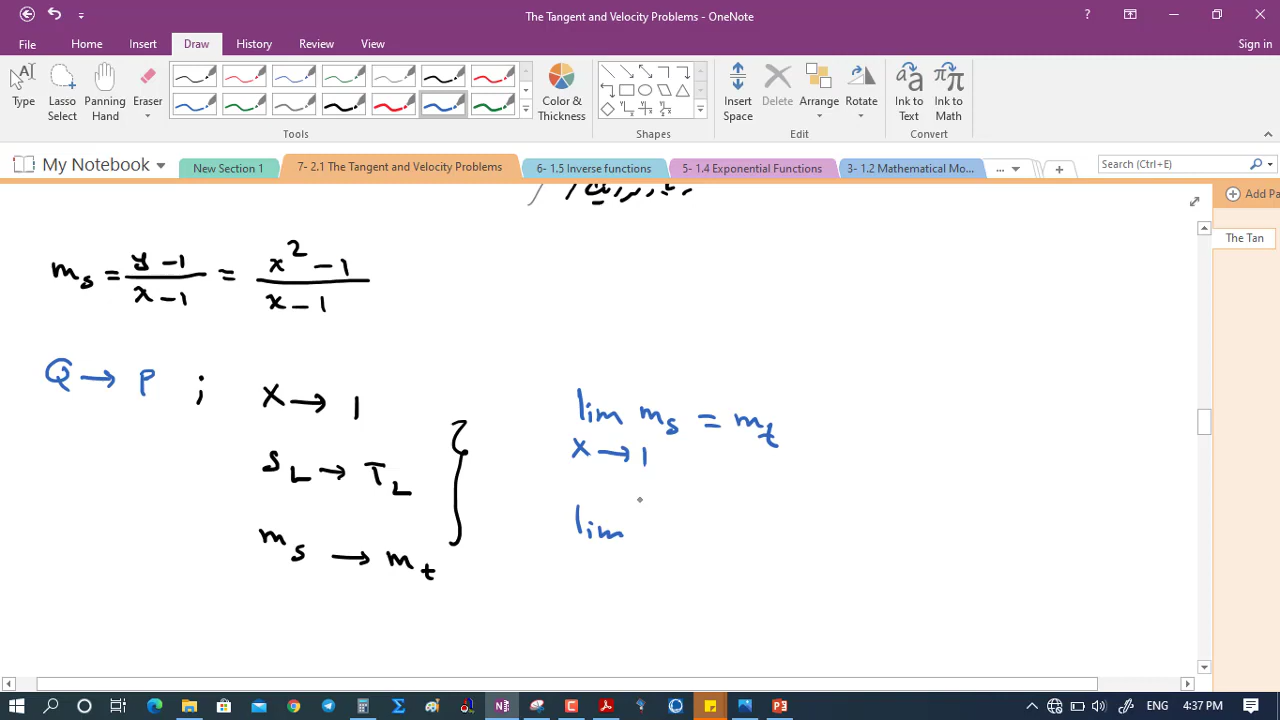 The Tangent and Velocity Problems - OneNote
Sign in
File Home Insert Draw History Review View
Type Lasso Select Panning Hand Eraser Color & Thickness Insert Space Delete Arrange Rotate Ink to Text Ink to Math
Tools Shapes Edit Convert
My Notebook New Section 1 7- 2.1 The Tangent and Velocity Problems 6- 1.5 Inverse functions 5- 1.4 Exponential Functions 3- 1.2 Mathematical Mo... ... + Search (Ctrl+E)
Add Pa
The Tan
m_s = (y - 1)/(x - 1) = (x² - 1)/(x - 1)
Q → P ; X → 1
S_L → T_L
m_s → m_t
lim m_s = m_t
X → 1
lim
ENG 4:37 PM